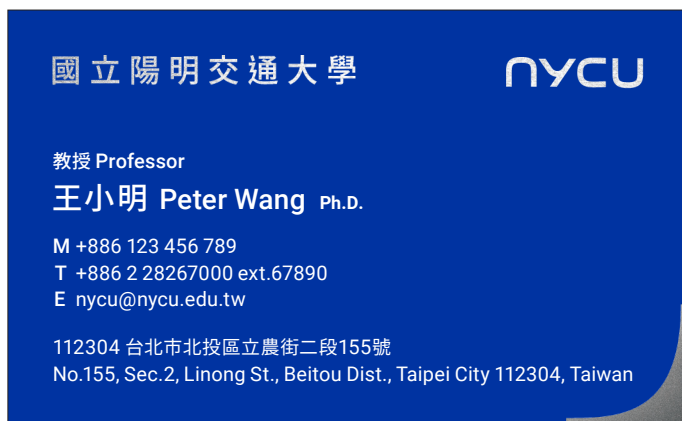 國立陽明交通大學 NYCU
教授 Professor
王小明 Peter Wang Ph.D.
M +886 123 456 789
T +886 2 28267000 ext.67890
E nycu@nycu.edu.tw
112304 台北市北投區立農街二段155號
No.155, Sec.2, Linong St., Beitou Dist., Taipei City 112304, Taiwan